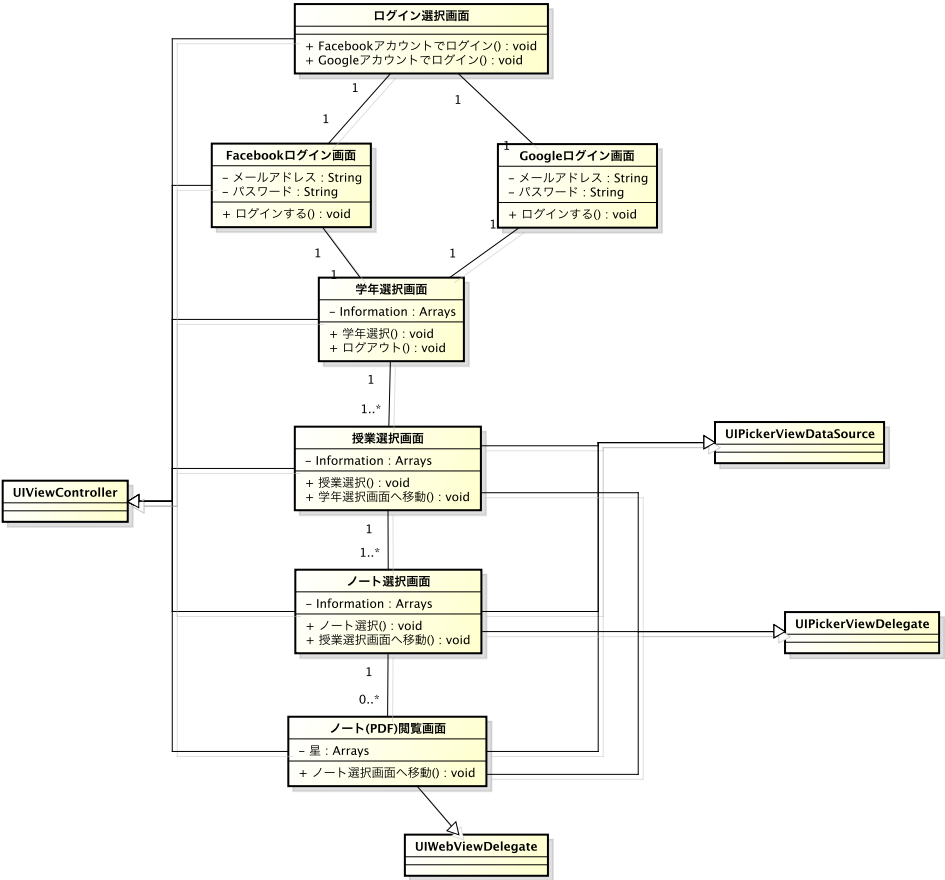 ログイン選択画面
+ Facebookアカウントでログイン() : void
+ Googleアカウントでログイン() : void
1
1
1
1
Facebookログイン画面
– メールアドレス : String
– パスワード : String
+ ログインする() : void
Googleログイン画面
– メールアドレス : String
– パスワード : String
+ ログインする() : void
1
1
1
1
学年選択画面
– Information : Arrays
+ 学年選択() : void
+ ログアウト() : void
1
1..*
授業選択画面
– Information : Arrays
+ 授業選択() : void
+ 学年選択画面へ移動() : void
UIPickerViewDataSource
UIViewController
1
1..*
ノート選択画面
– Information : Arrays
+ ノート選択() : void
+ 授業選択画面へ移動() : void
UIPickerViewDelegate
1
0..*
ノート(PDF)閲覧画面
– 星 : Arrays
+ ノート選択画面へ移動() : void
UIWebViewDelegate